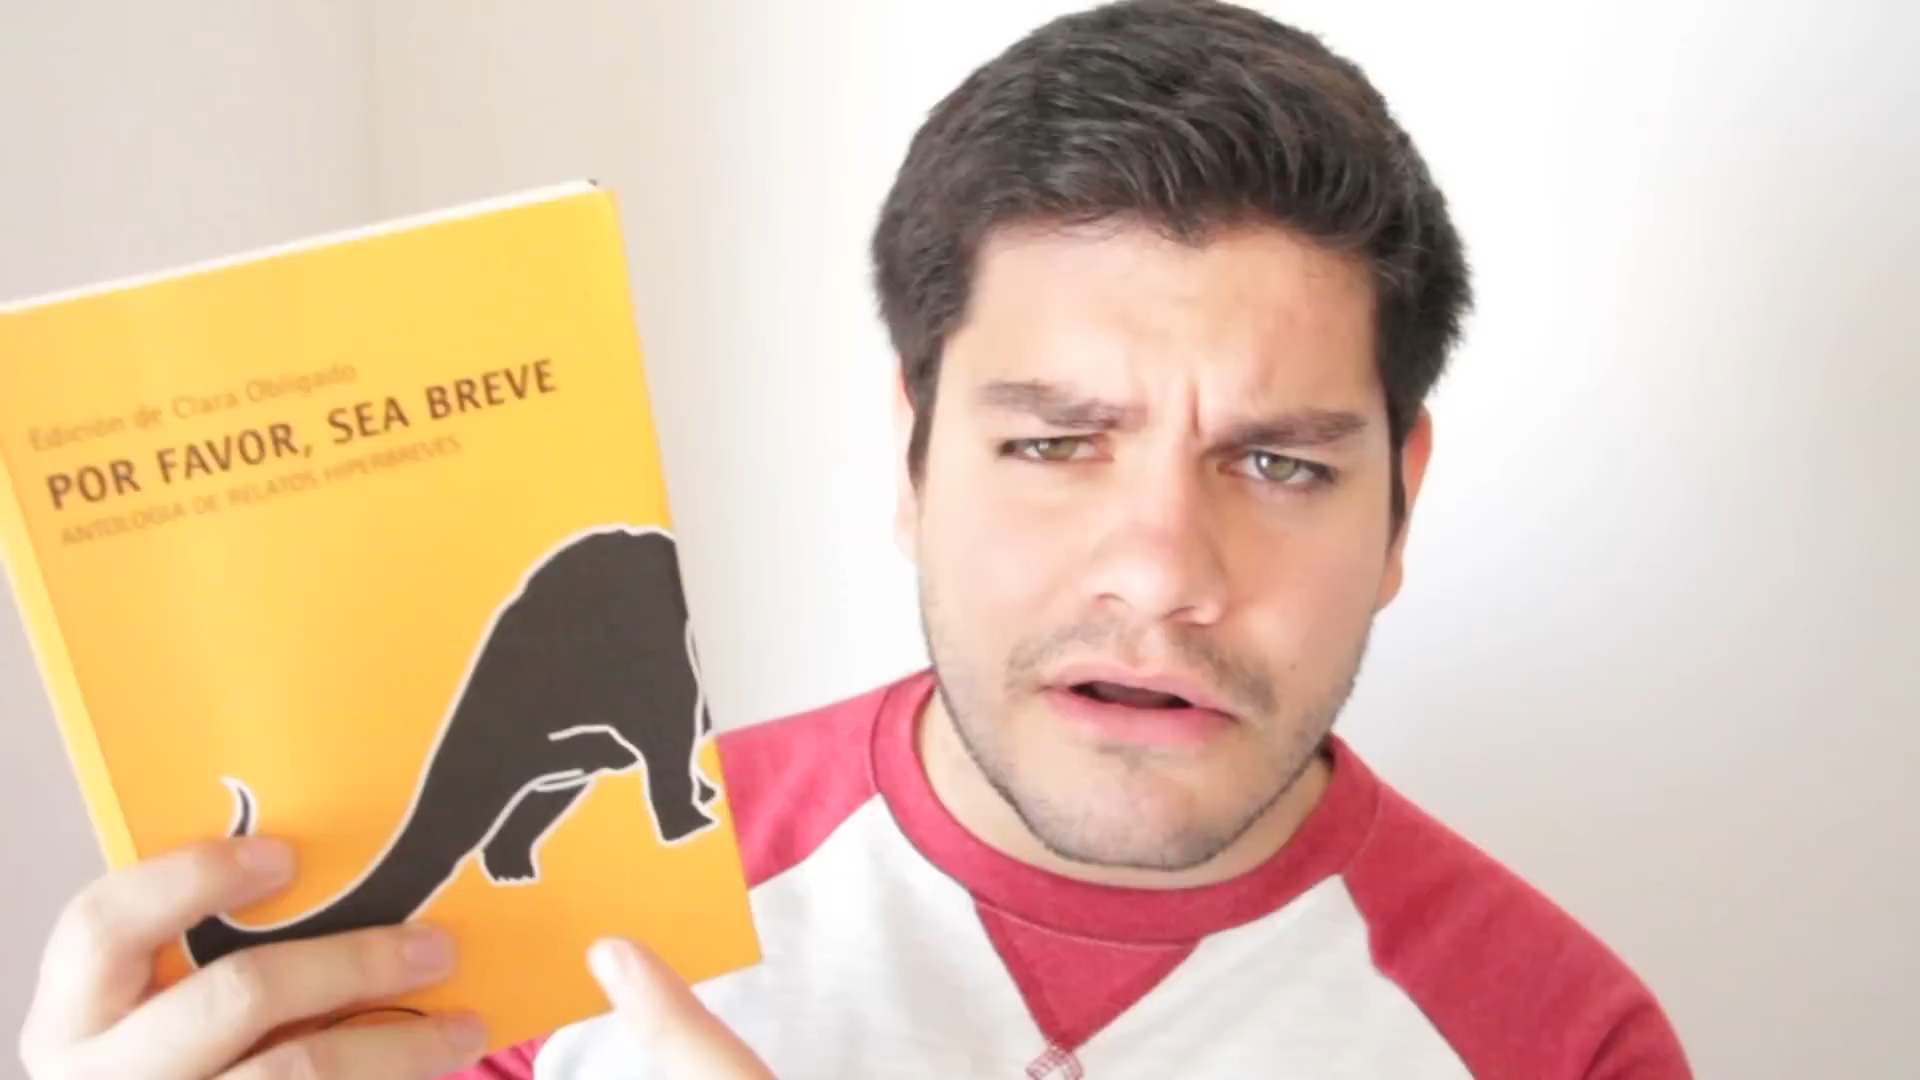 Edición de Clara Obligado
POR FAVOR, SEA BREVE
ANTOLOGÍA DE RELATOS HIPERBREVES